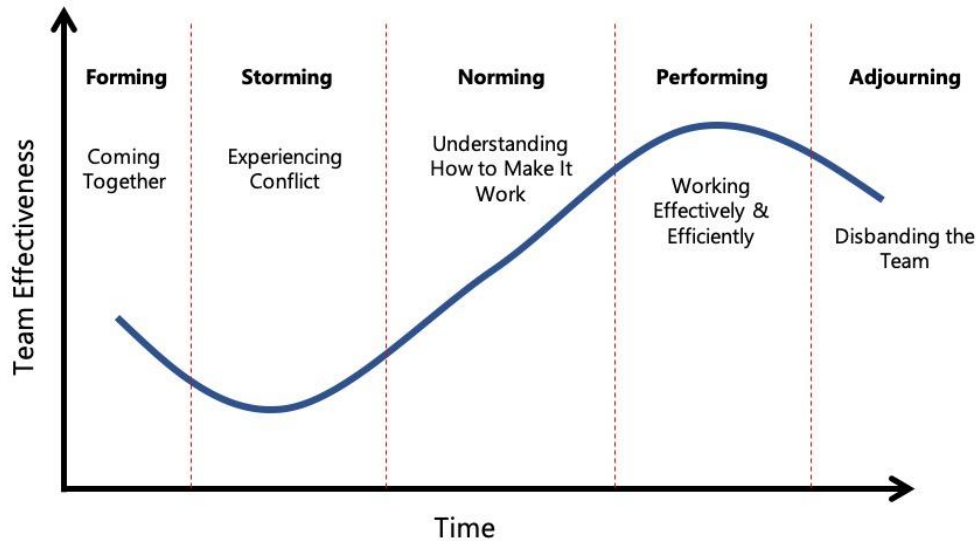 Forming
Storming
Norming
Performing
Adjourning
Coming
Together
Experiencing
Conflict
Understanding
How to Make It
Work
Working
Effectively &
Efficiently
Disbanding the
Team
Team Effectiveness
Time